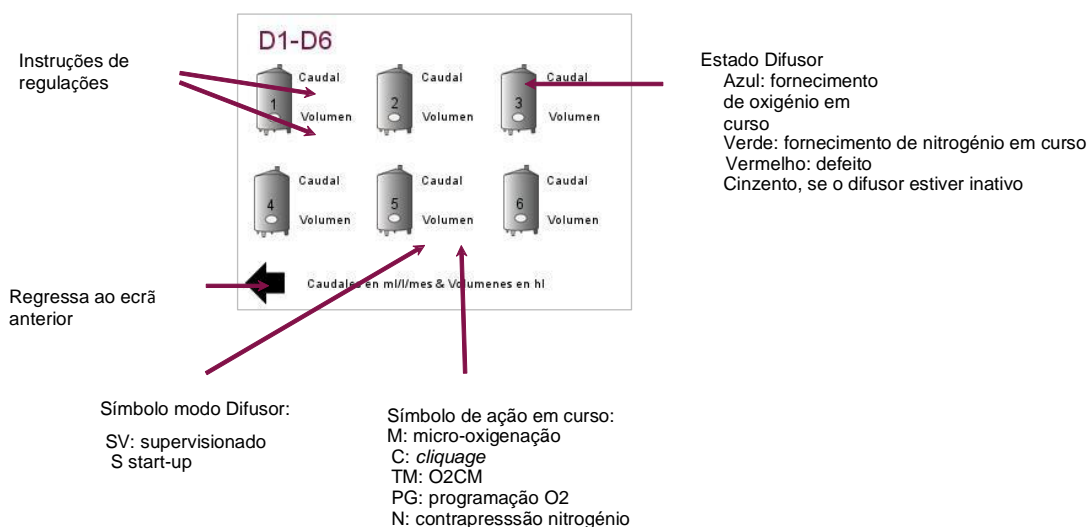 D1-D6
Instruções de
regulações
1
Caudal
Volumen
2
Caudal
Volumen
3
Caudal
Volumen
Estado Difusor
Azul: fornecimento
de oxigénio em
curso
Verde: fornecimento de nitrogénio em curso
Vermelho: defeito
Cinzento, se o difusor estiver inativo
4
Caudal
Volumen
5
Caudal
Volumen
6
Caudal
Volumen
Regressa ao ecrã
anterior
Caudales en ml/l/mes & Volumenes en hl
Símbolo modo Difusor:
SV: supervisionado
S start-up
Símbolo de ação em curso:
M: micro-oxigenação
C: cliquage
TM: O2CM
PG: programação O2
N: contrapresssão nitrogénio